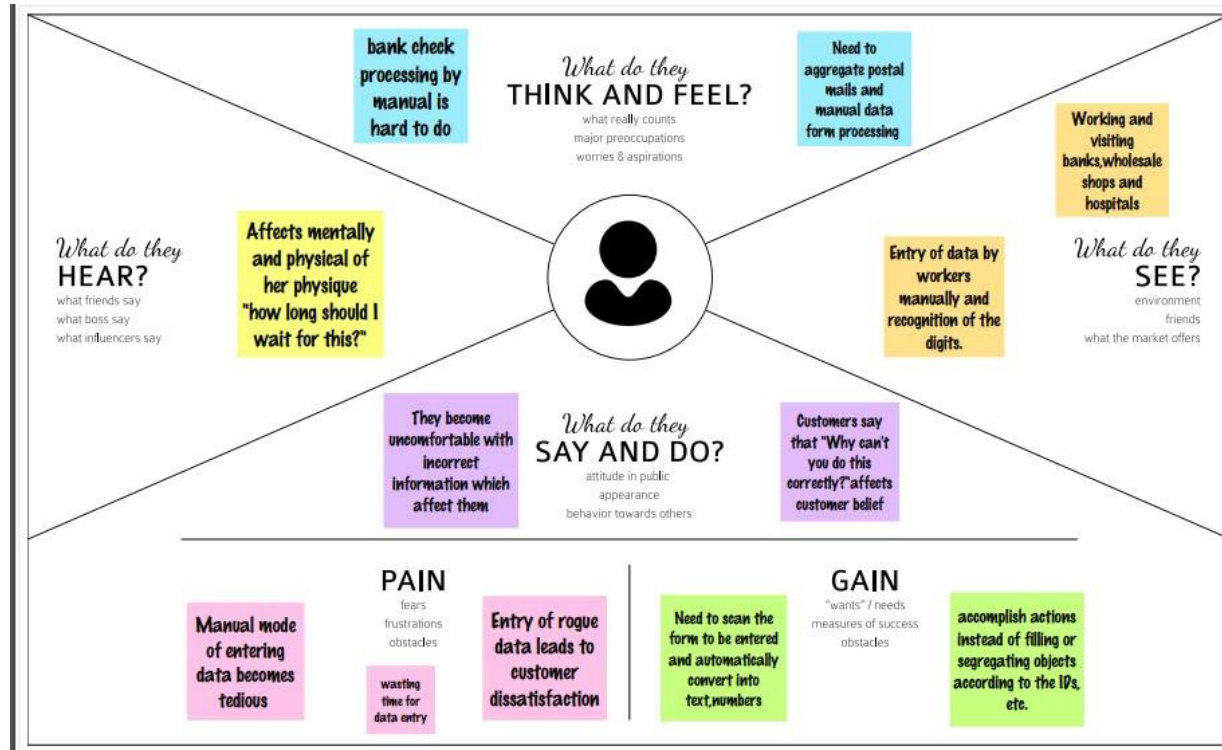 bank check
processing by
manual is
hard to do
What do they
THINK AND FEEL?
what really counts
major preoccupations
worries & aspirations
Need to
aggregate postal
mails and
manual data
form processing
Working and
visiting
banks,wholesale
shops and
hospitals
What do they
HEAR?
what friends say
what boss say
what influencers say
Affects mentally
and physical of
her physique
"how long should I
wait for this?"
Entry of data by
workers
manually and
recognition of the
digits.
What do they
SEE?
environment
friends
what the market offers
They become
uncomfortable with
incorrect
information which
affect them
What do they
SAY AND DO?
attitude in public
appearance
behavior towards others
Customers say
that "Why can't
you do this
correctly?"affects
customer belief
PAIN
fears
frustrations
obstacles
Manual mode
of entering
data becomes
tedious
wasting
time for
data entry
Entry of rogue
data leads to
customer
dissatisfaction
GAIN
"wants" / needs
measures of success
obstacles
Need to scan the
form to be entered
and automatically
convert into
text,numbers
accomplish actions
instead of filling or
segregating objects
according to the IDs,
etc.